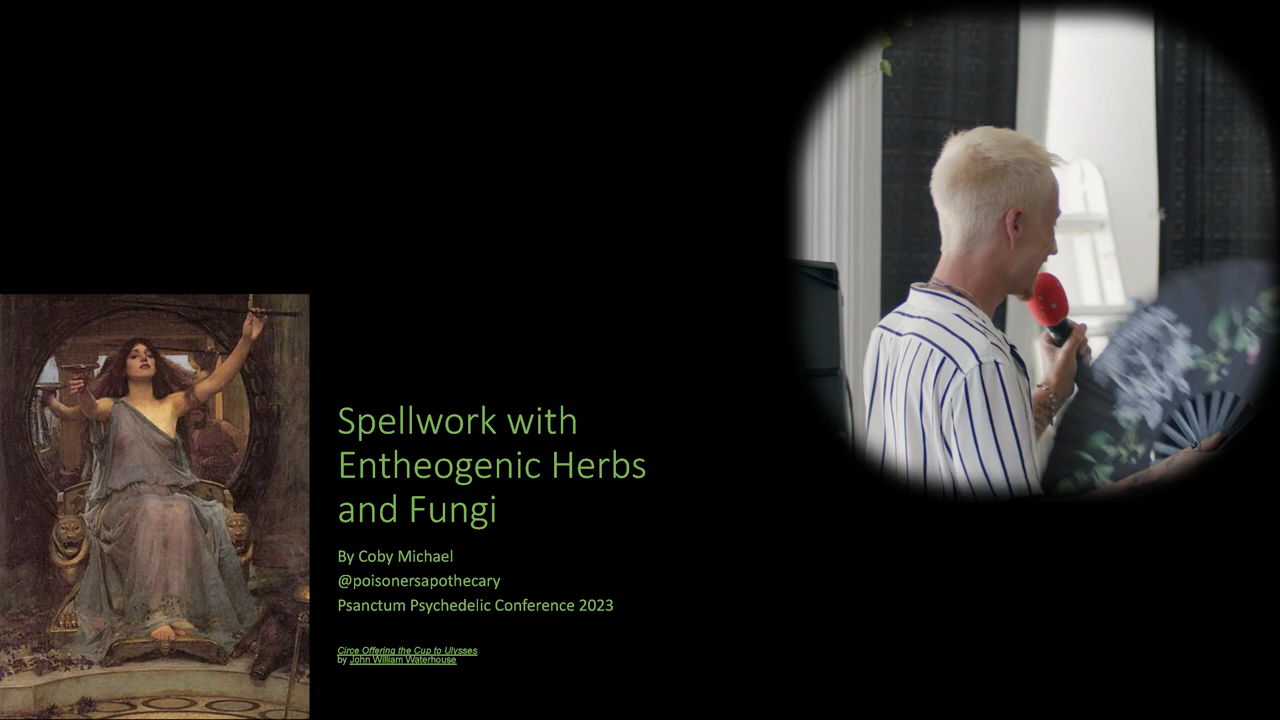 Spellwork with
Entheogenic Herbs
and Fungi
By Coby Michael
@poisonersapothecary
Psanctum Psychedelic Conference 2023
Circe Offering the Cup to Ulysses
by John William Waterhouse